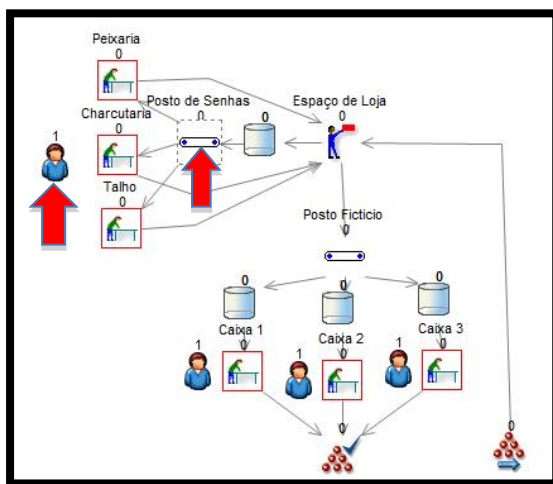 Peixaria
0
Posto de Senhas
0
0
Espaço de Loja
0
Charcutaria
0
1
Talho
0
Posto Ficticio
0
0
0
0
Caixa 1
0
Caixa 2
0
Caixa 3
0
1
1
1
0
0